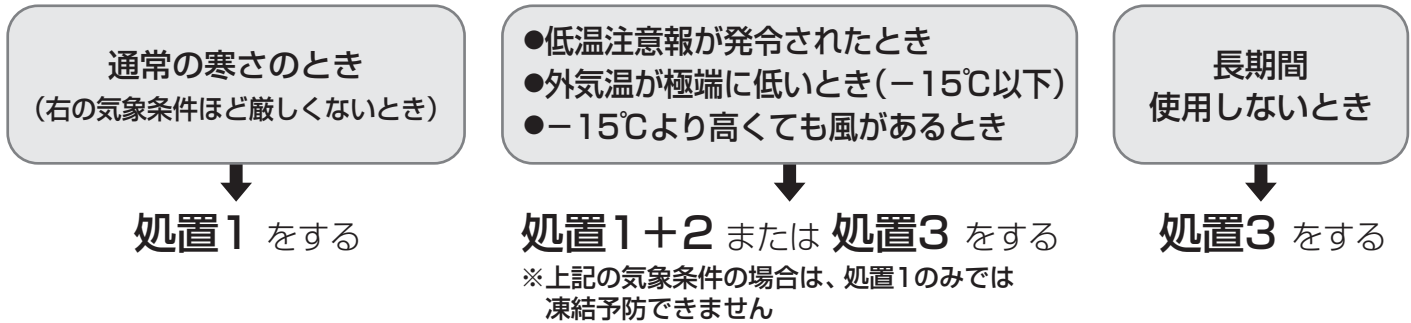 通常の寒さのとき
(右の気象条件ほど厳しくないとき)
処置1 をする
●低温注意報が発令されたとき
●外気温が極端に低いとき(-15℃以下)
●-15℃より高くても風があるとき
処置1+2 または 処置3 をする
※上記の気象条件の場合は、処置1のみでは
凍結予防できません
長期間
使用しないとき
処置3 をする